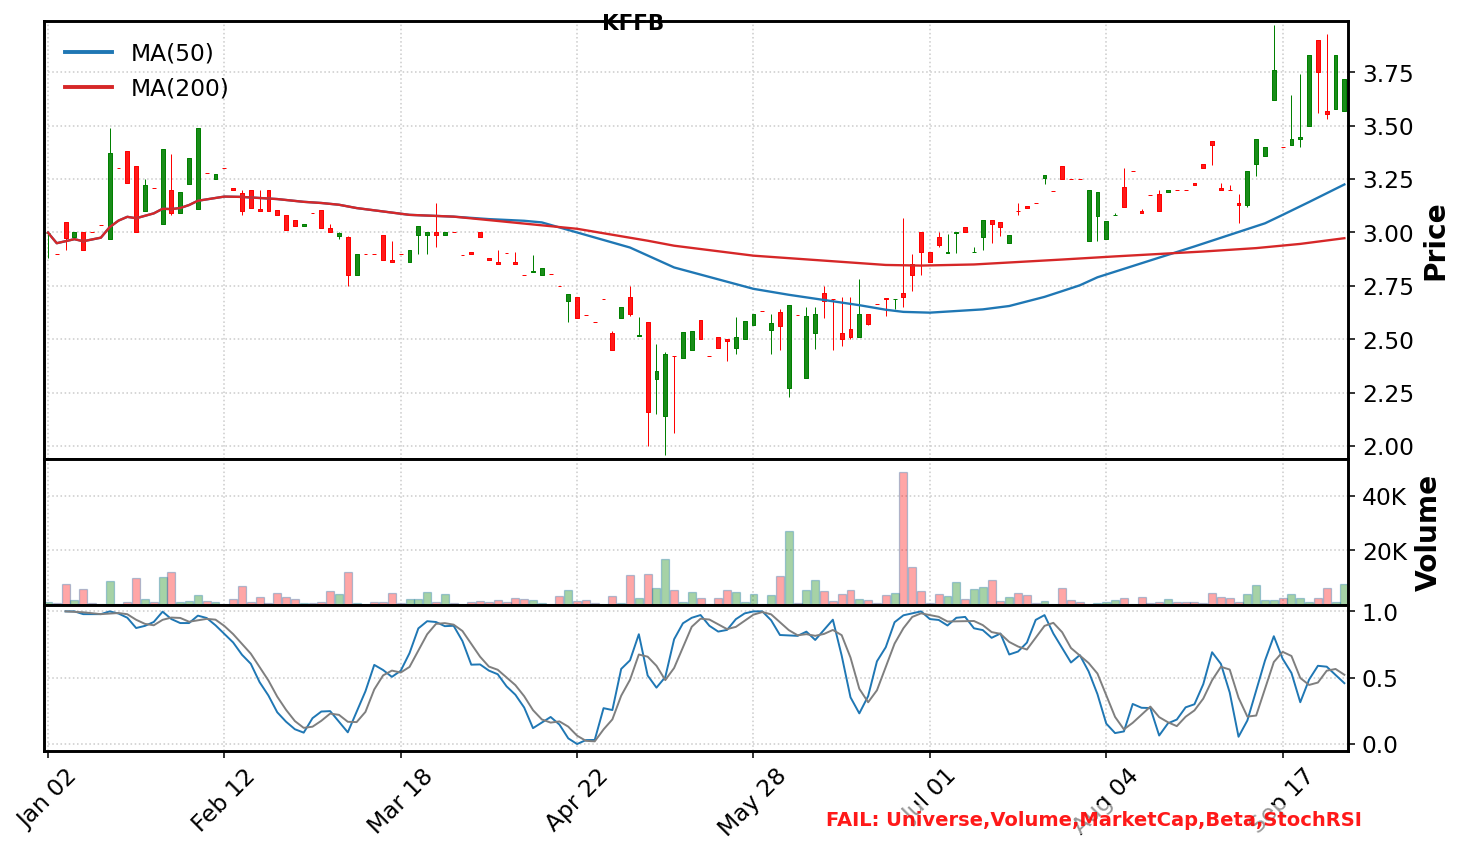 KFFB
MA(50)
MA(200)
3.75
3.50
3.25
3.00
2.75
2.50
2.25
2.00
Price
40K
20K
Volume
1.0
0.5
0.0
Jan 02
Feb 12
Mar 18
Apr 22
May 28
Jul 01
Aug 04
Sep 17
FAIL: Universe,Volume,MarketCap,Beta,StochRSI